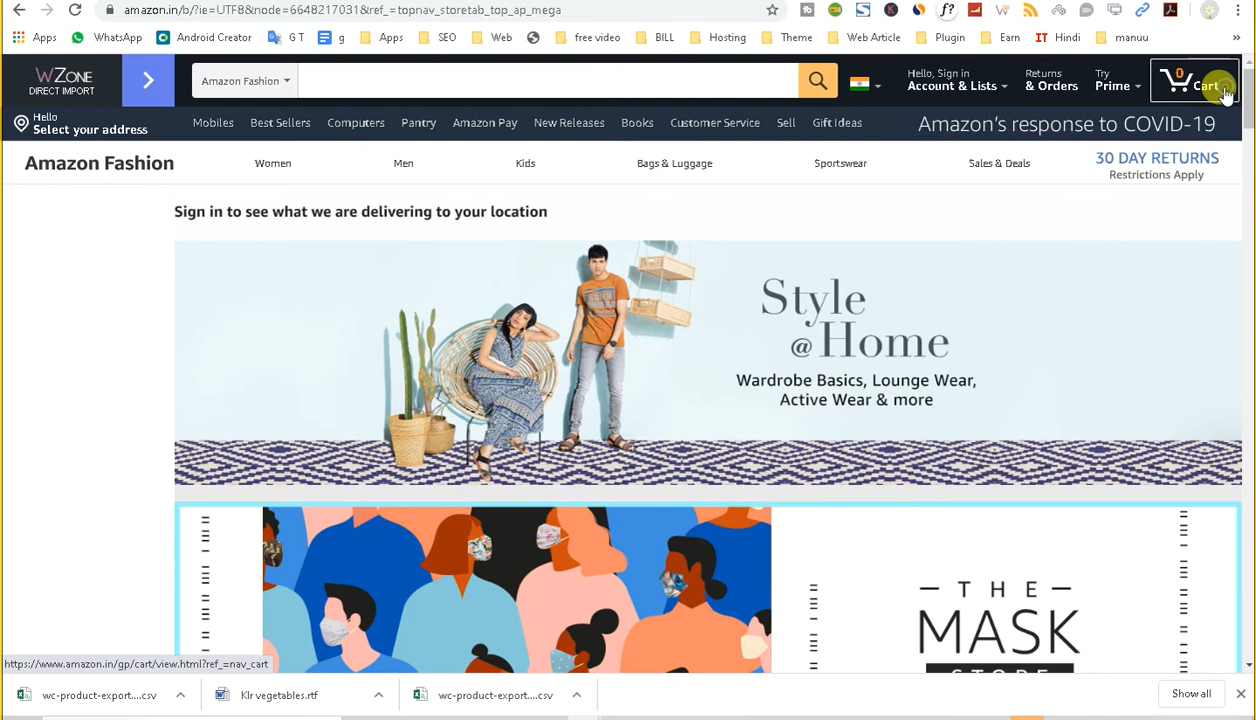 amazon.in/b/?ie=UTF8&node=6648217031&ref_=topnav_storetab_top_ap_mega
Apps WhatsApp Android Creator G T g Apps SEO Web free video BILL Hosting Theme Web Article Plugin Earn IT Hindi manuu »
WZONE
DIRECT IMPORT
Amazon Fashion
Hello, Sign in
Account & Lists
Returns
& Orders
Try
Prime
0
Cart
Hello
Select your address
Mobiles Best Sellers Computers Pantry Amazon Pay New Releases Books Customer Service Sell Gift Ideas Amazon's response to COVID-19
Amazon Fashion Women Men Kids Bags & Luggage Sportswear Sales & Deals
30 DAY RETURNS
Restrictions Apply
Sign in to see what we are delivering to your location
Style
@Home
Wardrobe Basics, Lounge Wear,
Active Wear & more
THE
MASK
STORE
https://www.amazon.in/gp/cart/view.html?ref_=nav_cart
wc-product-export....csv Klr vegetables.rtf wc-product-export....csv Show all